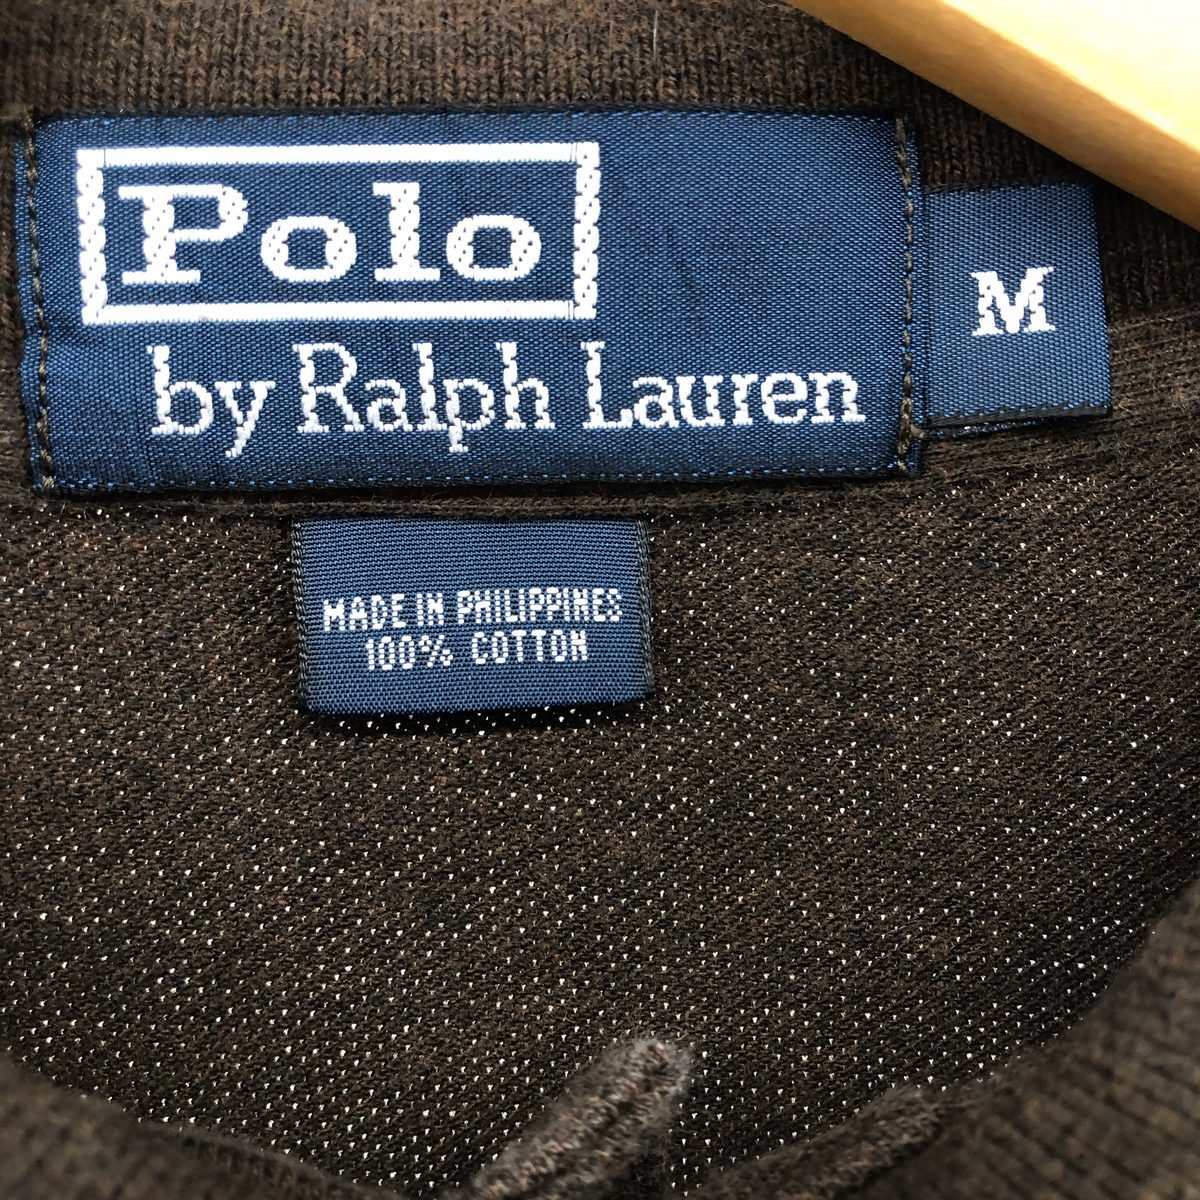 Polo
by Ralph Lauren
M
MADE IN PHILIPPINES
100% COTTON